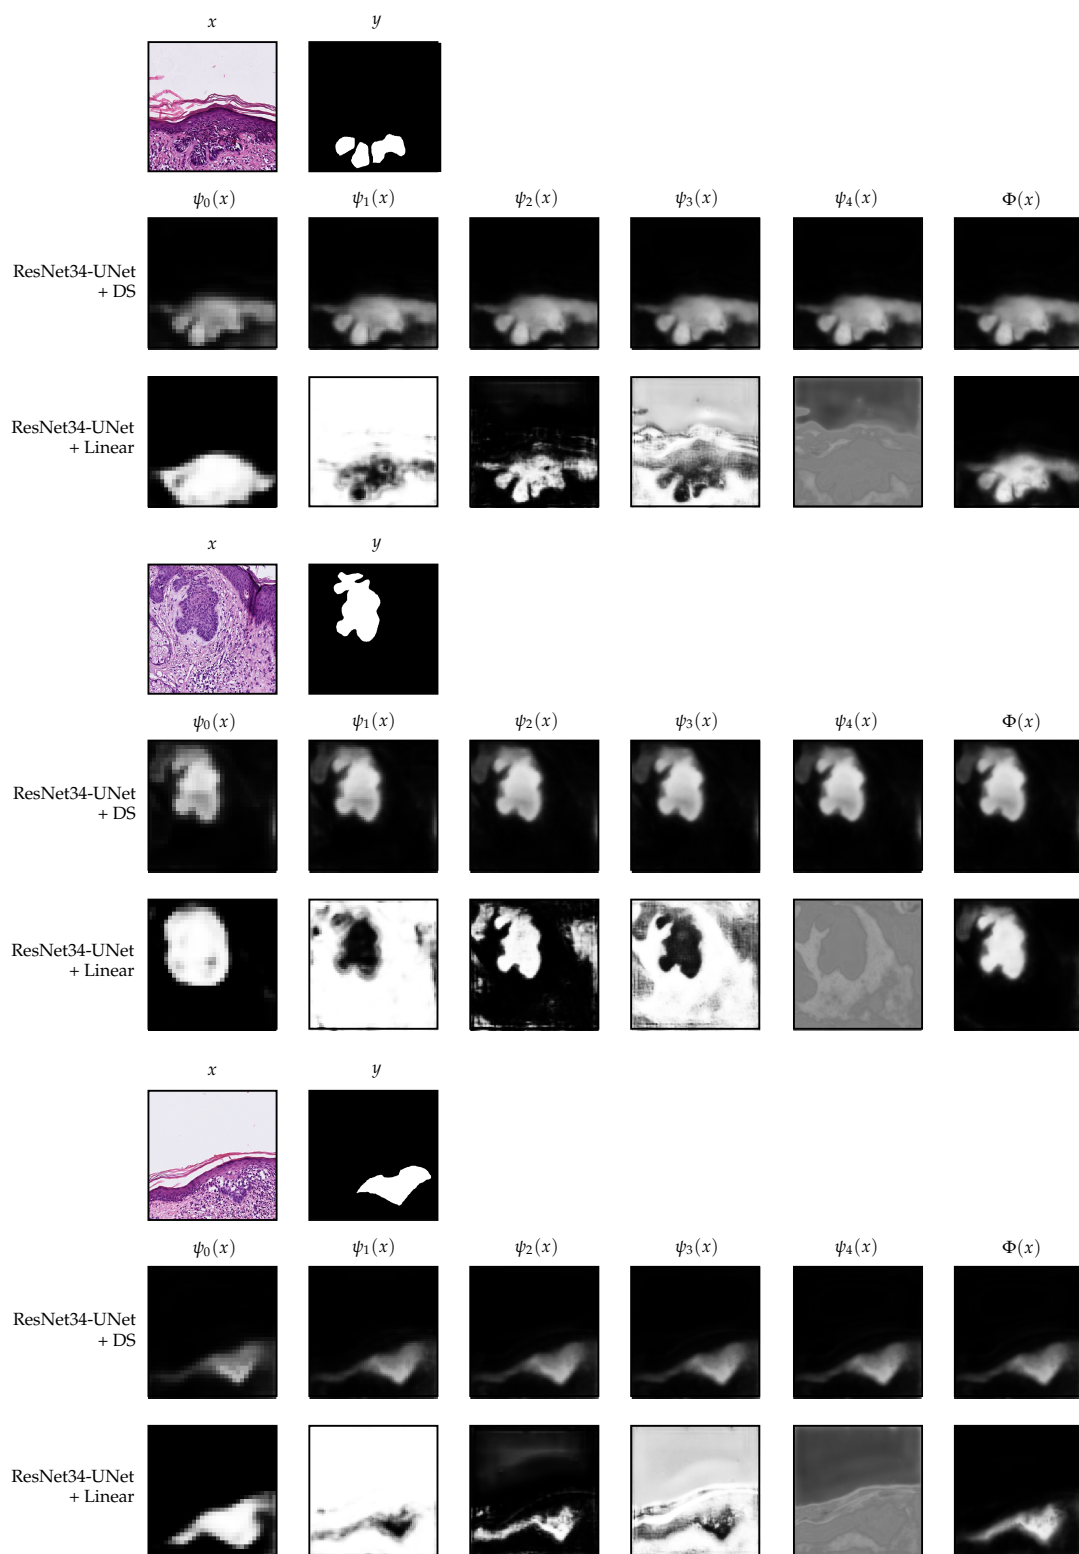 x y
ψ₀(x) ψ₁(x) ψ₂(x) ψ₃(x) ψ₄(x) Φ(x)
ResNet34-UNet
+ DS
ResNet34-UNet
+ Linear
x y
ψ₀(x) ψ₁(x) ψ₂(x) ψ₃(x) ψ₄(x) Φ(x)
ResNet34-UNet
+ DS
ResNet34-UNet
+ Linear
x y
ψ₀(x) ψ₁(x) ψ₂(x) ψ₃(x) ψ₄(x) Φ(x)
ResNet34-UNet
+ DS
ResNet34-UNet
+ Linear